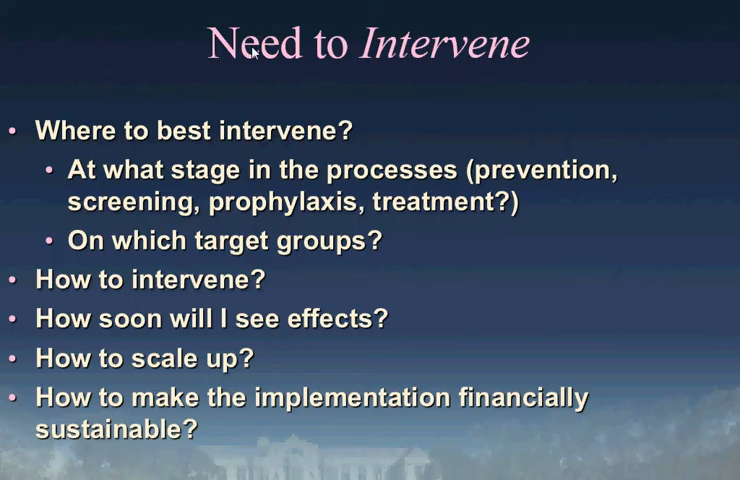 Need to Intervene
• Where to best intervene?
• At what stage in the processes (prevention,
screening, prophylaxis, treatment?)
• On which target groups?
• How to intervene?
• How soon will I see effects?
• How to scale up?
• How to make the implementation financially
sustainable?